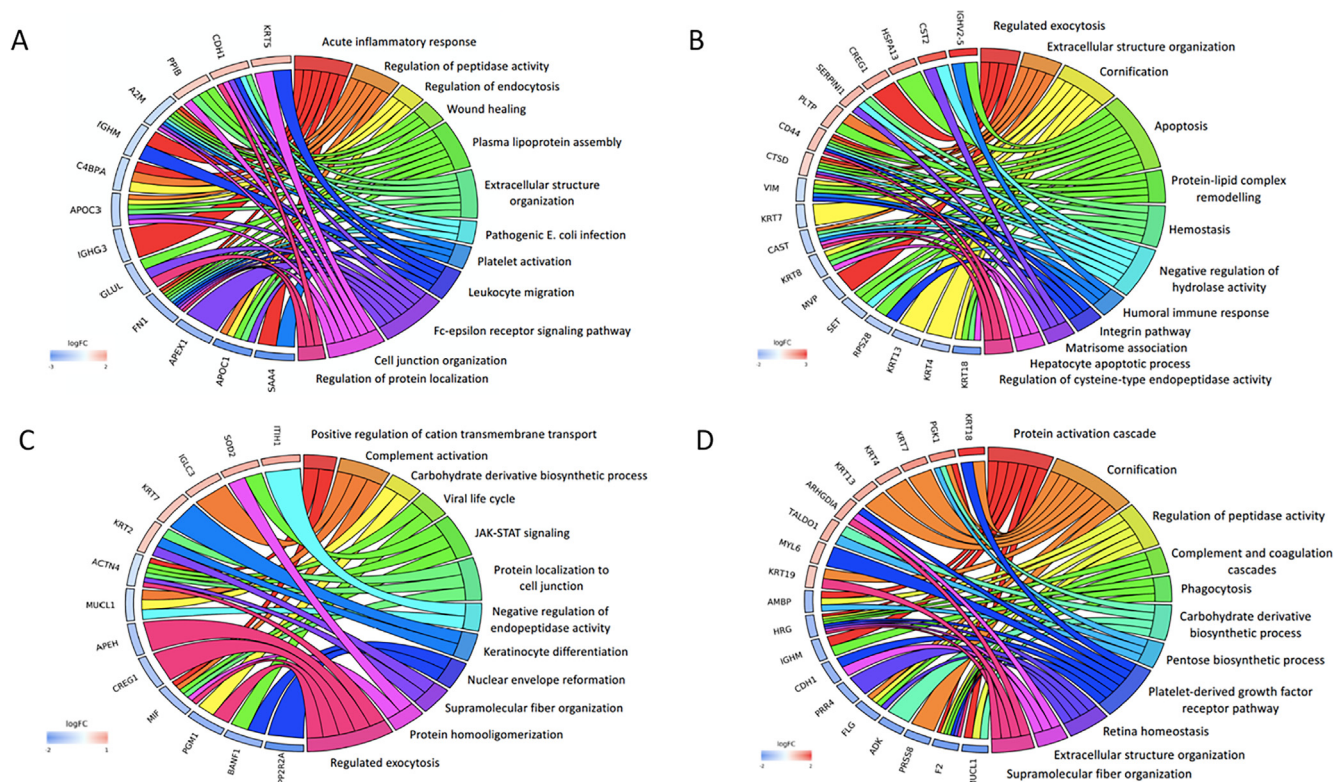 A
KRT5
CDH1
PPIB
A2M
IGHM
C4BPA
APOC3
IGHG3
GLUL
FN1
APEX1
APOC1
SAA4
Acute inflammatory response
Regulation of peptidase activity
Regulation of endocytosis
Wound healing
Plasma lipoprotein assembly
Extracellular structure
organization
Pathogenic E. coli infection
Platelet activation
Leukocyte migration
Fc-epsilon receptor signaling pathway
Cell junction organization
Regulation of protein localization
logFC
-3
2
B
IGHV2-5
CST2
HSPA13
CREG1
SERPINI1
PLTP
CD44
CTSD
VIM
KRT7
CAST
KRT8
MVP
SET
RPS28
KRT13
KRT4
KRT18
Regulated exocytosis
Extracellular structure organization
Cornification
Apoptosis
Protein-lipid complex
remodelling
Hemostasis
Negative regulation of
hydrolase activity
Humoral immune response
Integrin pathway
Matrisome association
Hepatocyte apoptotic process
Regulation of cysteine-type endopeptidase activity
logFC
-2
3
C
ITIH1
SOD2
IGLC3
KRT7
KRT2
ACTN4
MUCL1
APEH
CREG1
MIF
PGM1
BANF1
PP2R2A
Positive regulation of cation transmembrane transport
Complement activation
Carbohydrate derivative biosynthetic process
Viral life cycle
JAK-STAT signaling
Protein localization to
cell junction
Negative regulation of
endopeptidase activity
Keratinocyte differentiation
Nuclear envelope reformation
Supramolecular fiber organization
Protein homooligomerization
Regulated exocytosis
logFC
-2
1
D
KRT18
PGK1
KRT7
KRT4
KRT13
ARHGDIA
TALDO1
MYL6
KRT19
AMBP
HRG
IGHM
CDH1
PRR4
FLG
ADK
PRSS8
F2
MUCL1
Protein activation cascade
Cornification
Regulation of peptidase activity
Complement and coagulation
cascades
Phagocytosis
Carbohydrate derivative
biosynthetic process
Pentose biosynthetic process
Platelet-derived growth factor
receptor pathway
Retina homeostasis
Extracellular structure organization
Supramolecular fiber organization
logFC
-2
2